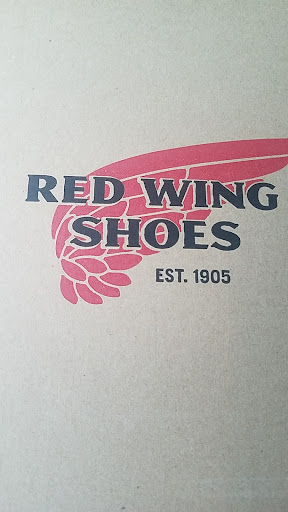 RED WING
SHOES
EST. 1905